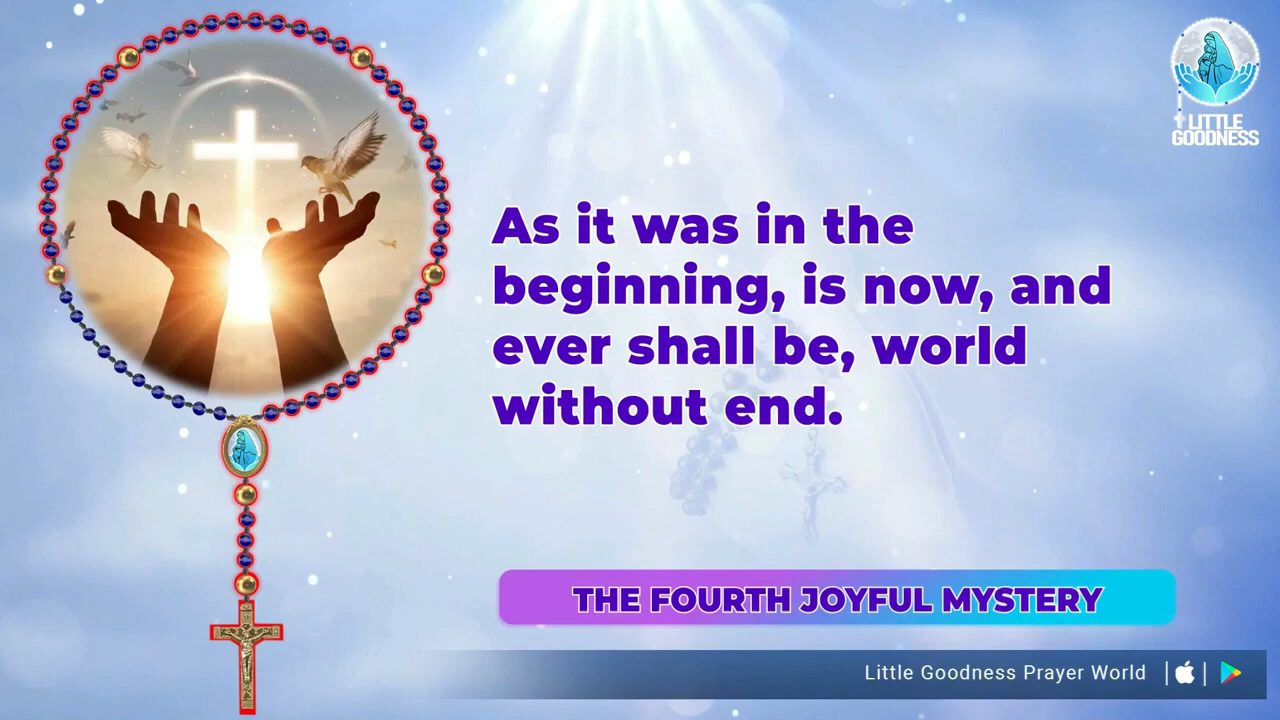 LITTLE
GOODNESS
As it was in the
beginning, is now, and
ever shall be, world
without end.
THE FOURTH JOYFUL MYSTERY
Little Goodness Prayer World